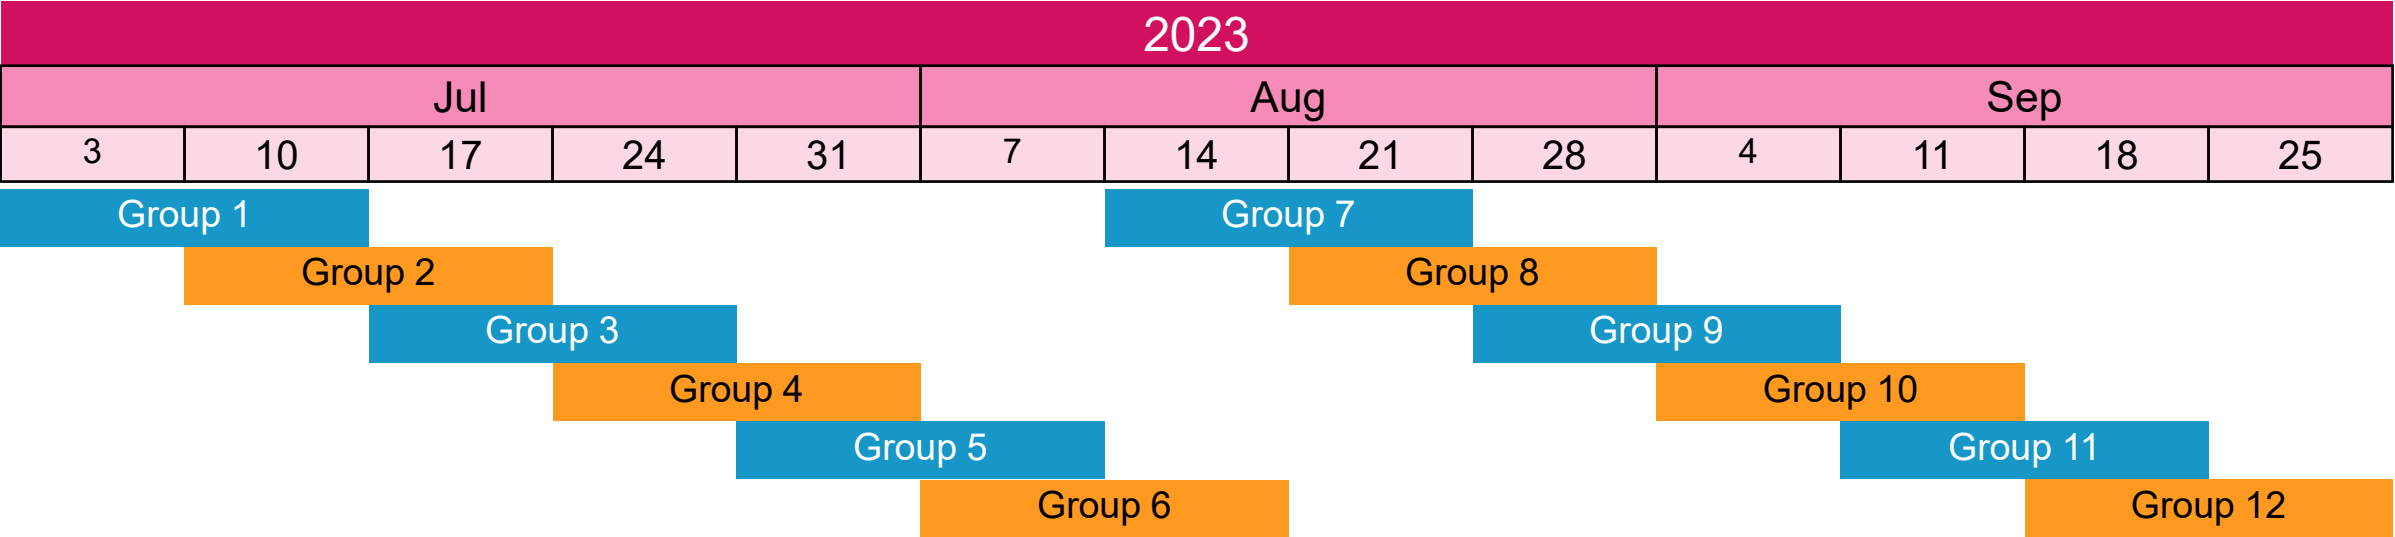 2023
Jul Aug Sep
3 10 17 24 31 7 14 21 28 4 11 18 25
Group 1 Group 7
Group 2 Group 8
Group 3 Group 9
Group 4 Group 10
Group 5 Group 11
Group 6 Group 12